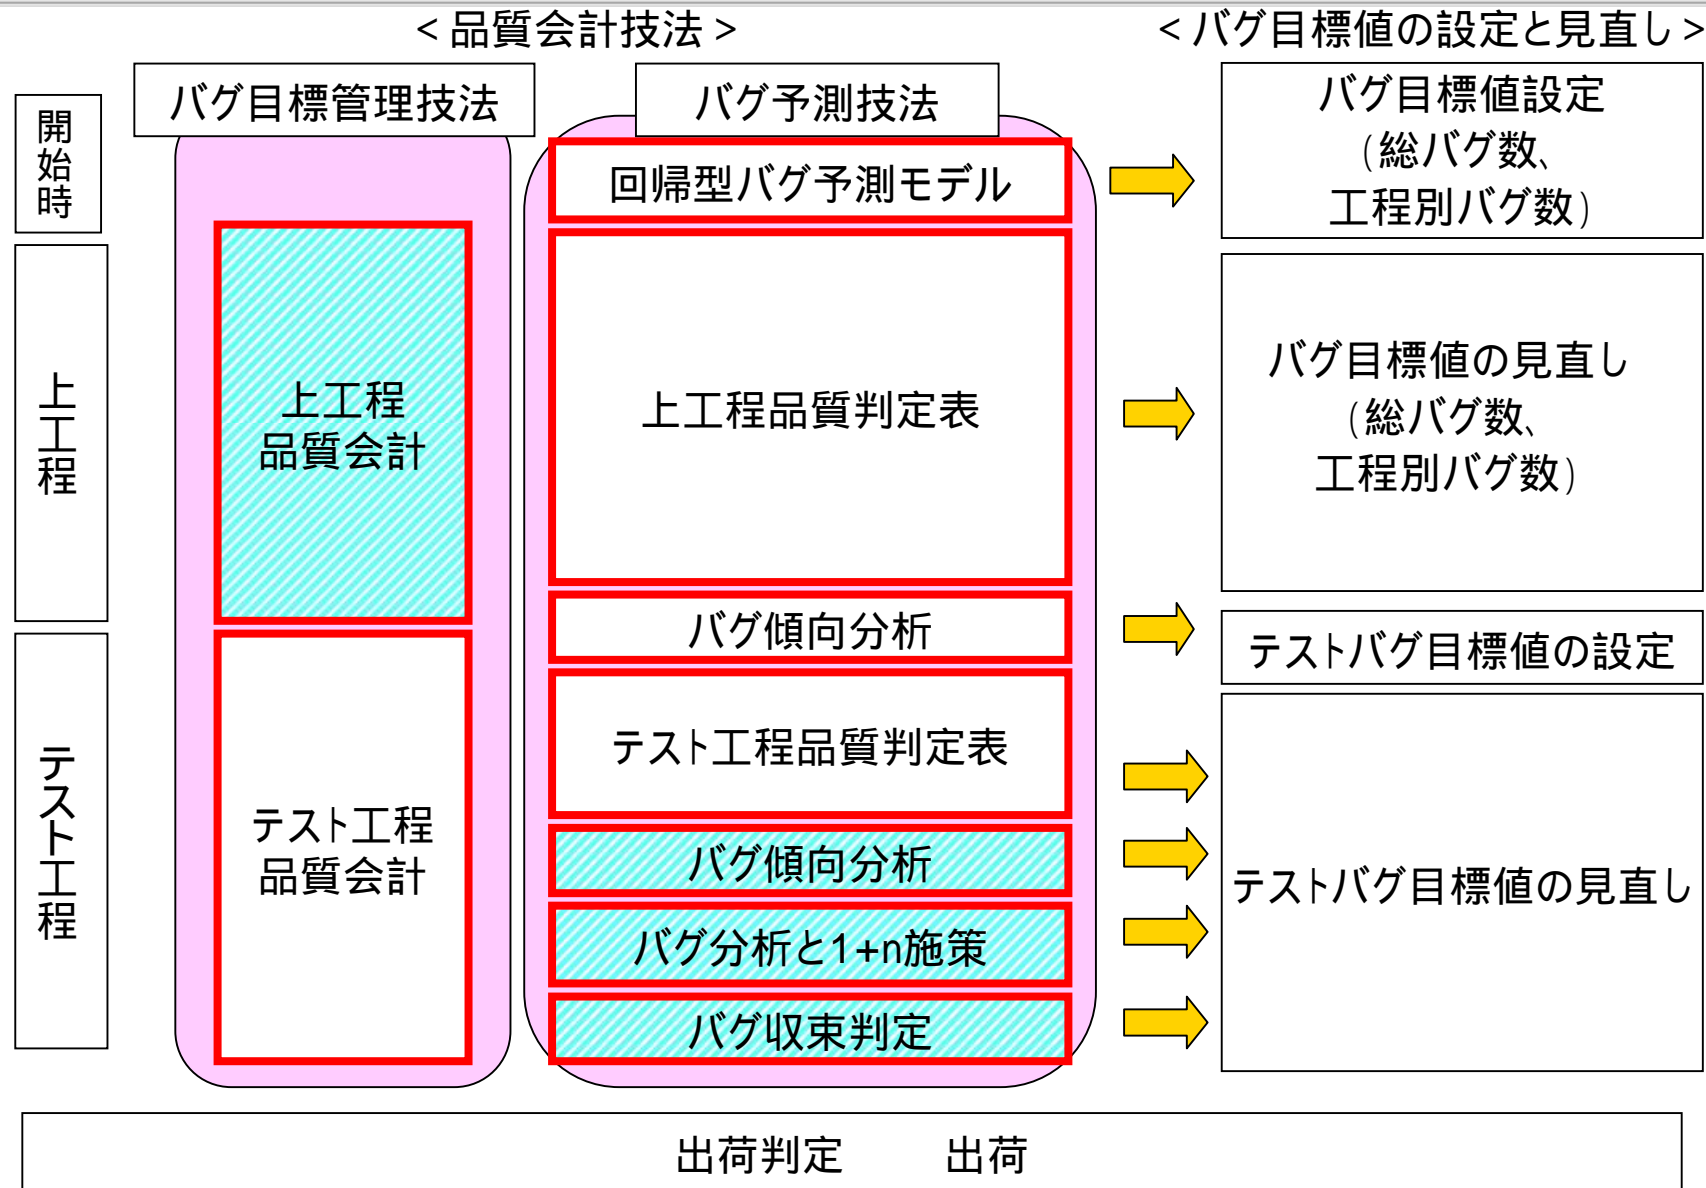 <品質会計技法>
<バグ目標値の設定と見直し>
バグ目標管理技法
バグ予測技法
開始時
回帰型バグ予測モデル
バグ目標値設定
(総バグ数、
工程別バグ数)
上工程
上工程
品質会計
上工程品質判定表
バグ目標値の見直し
(総バグ数、
工程別バグ数)
バグ傾向分析
テストバグ目標値の設定
テスト工程
テスト工程
品質会計
テスト工程品質判定表
バグ傾向分析
バグ分析と1+n施策
バグ収束判定
テストバグ目標値の見直し
出荷判定 出荷